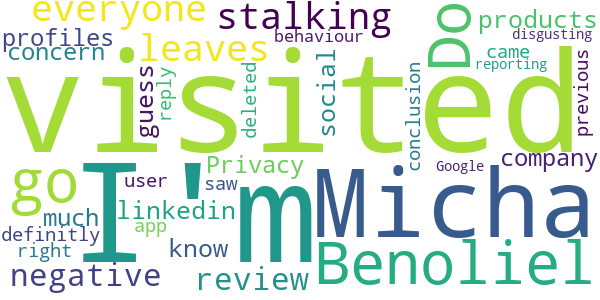 everyone stalking Do products
profiles leaves behaviour came disgusting
concern reporting
visited
guess reply deleted social conclusion previous
go I'm Privacy Google company
user saw Micha
much linkedin
definitly app know Benoliel
right
negative review